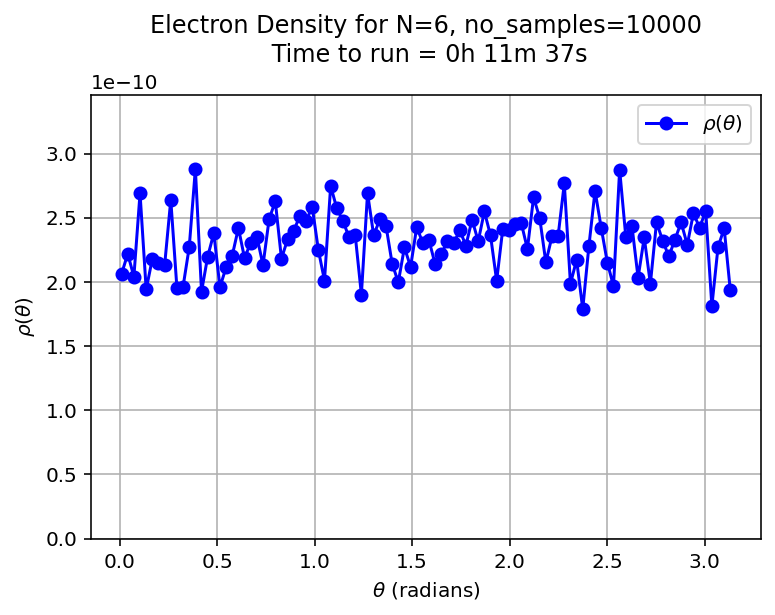 Electron Density for N=6, no_samples=10000
Time to run = 0h 11m 37s
1e−10
ρ(θ)
3.0
2.5
2.0
1.5
1.0
0.5
0.0
ρ(θ)
0.0 0.5 1.0 1.5 2.0 2.5 3.0
θ (radians)